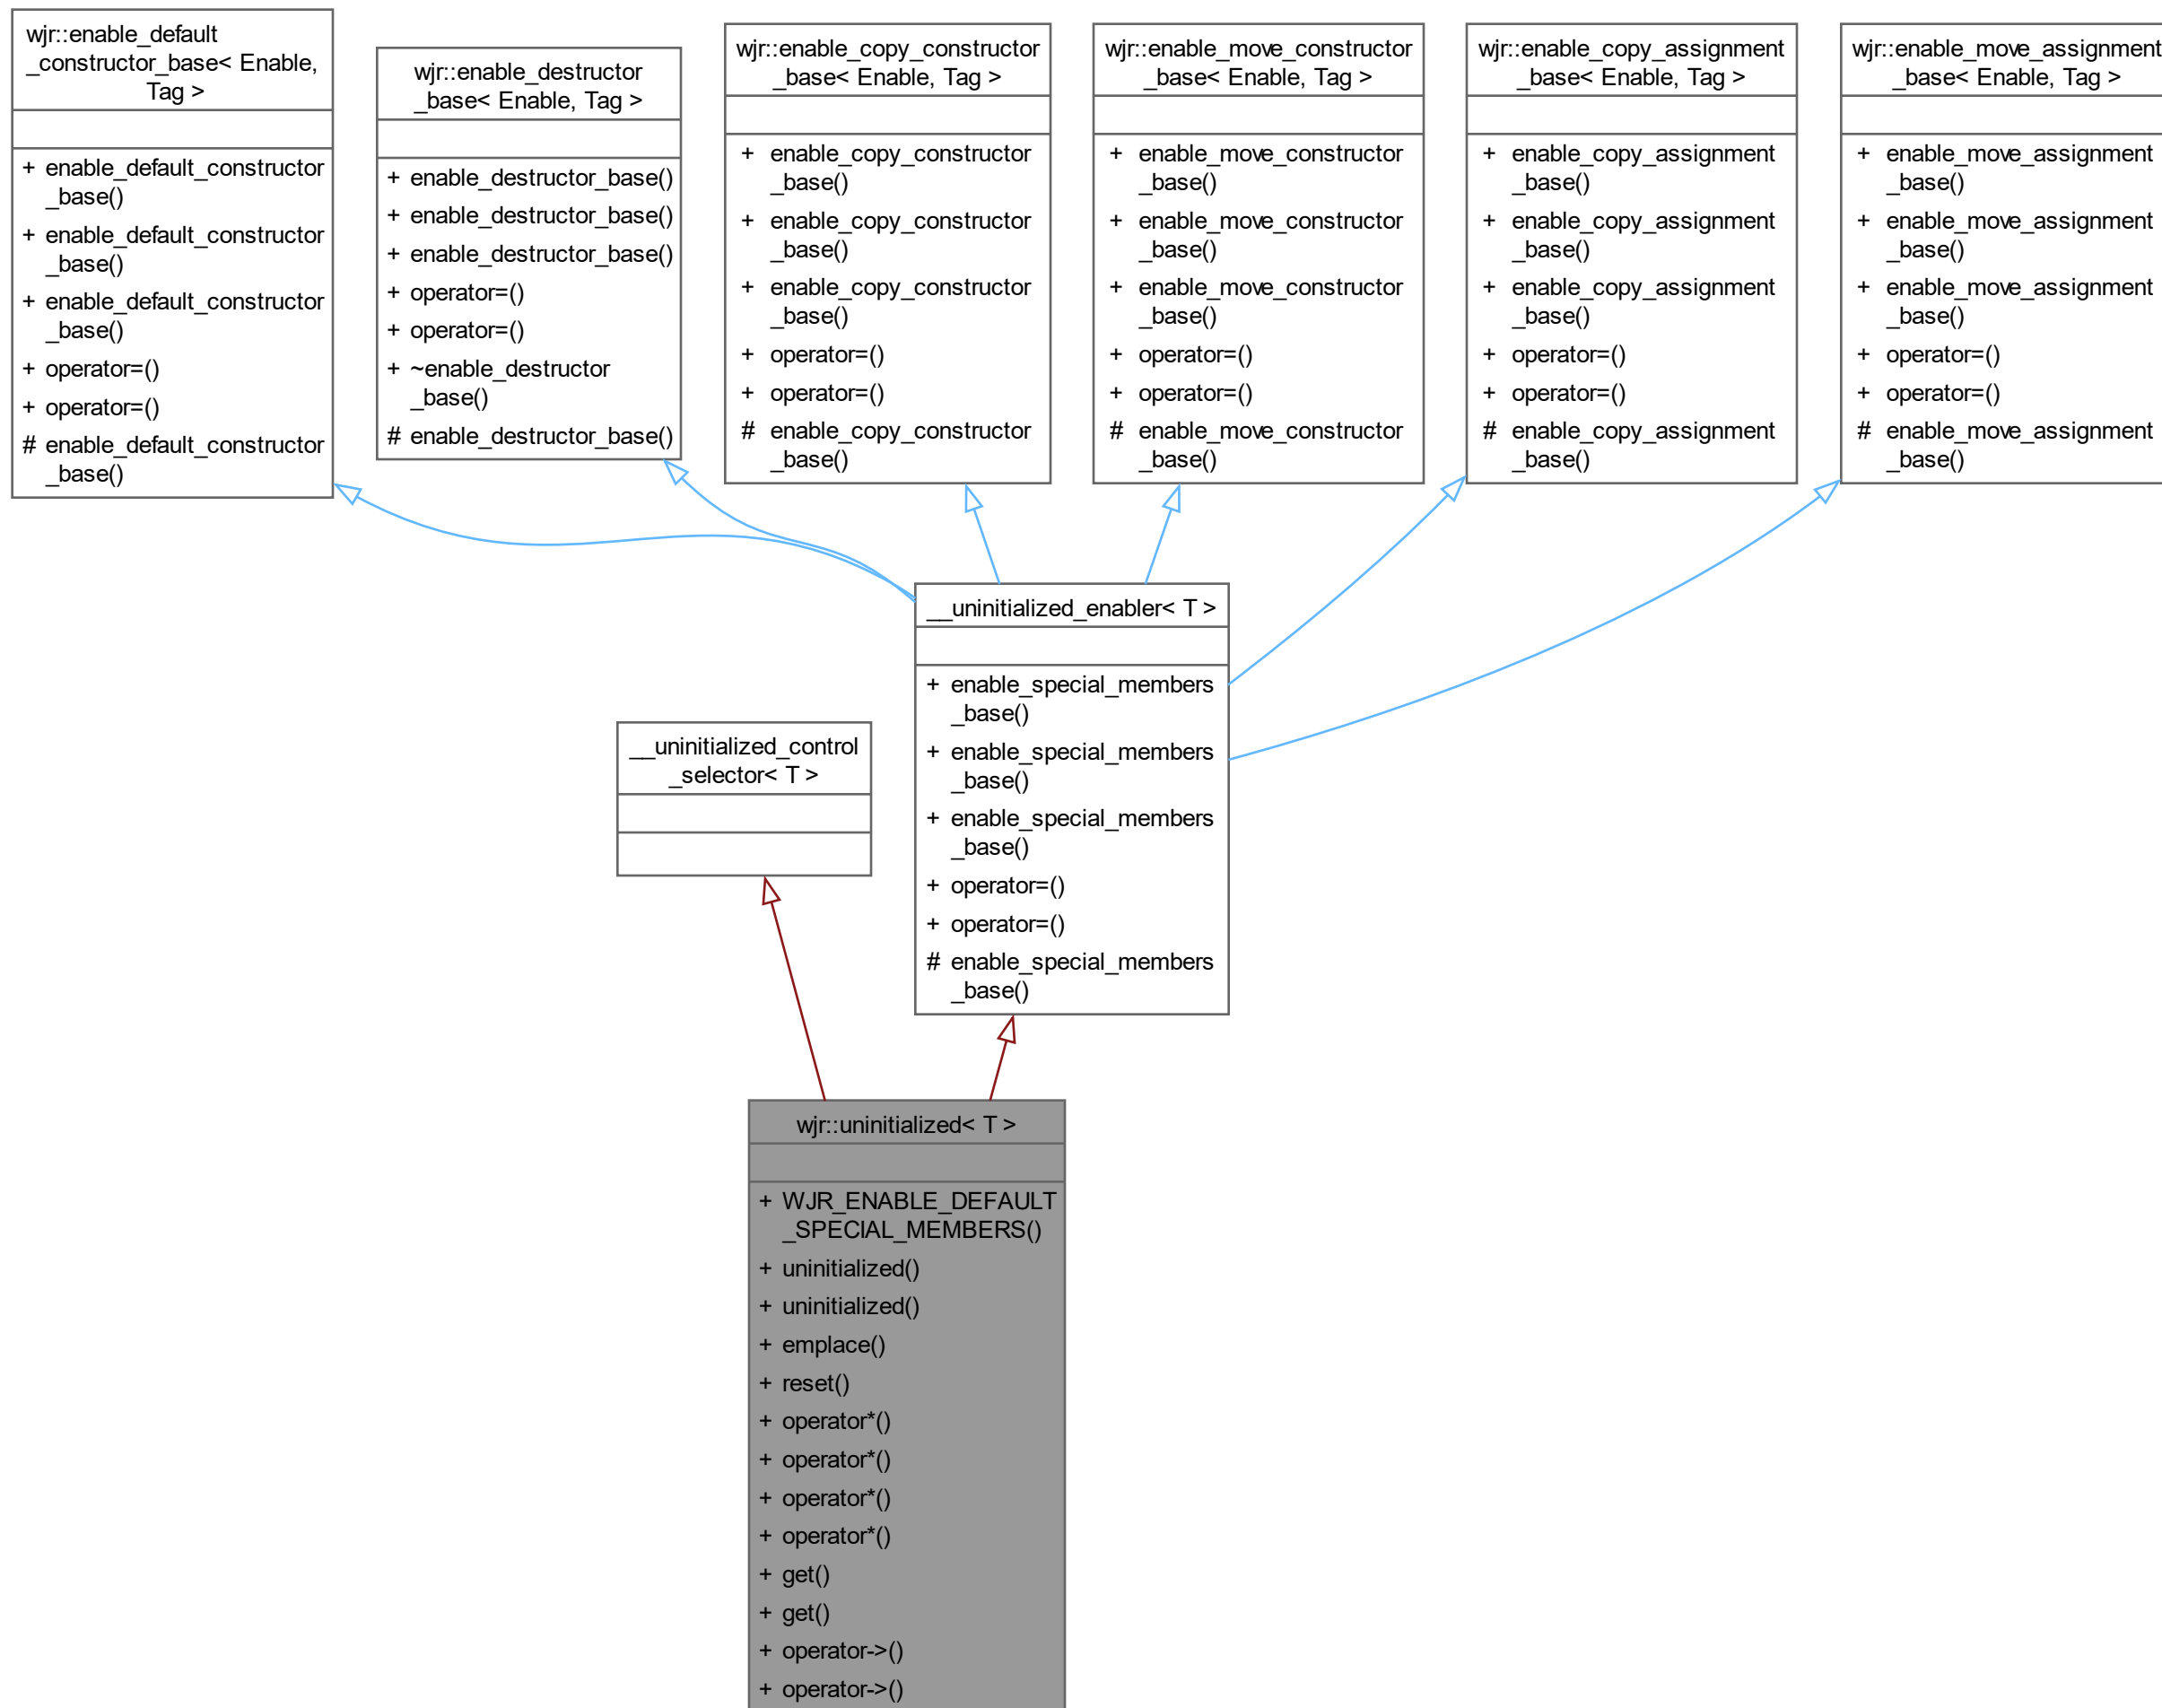 wjr::enable_default
_constructor_base< Enable,
Tag >
+ enable_default_constructor
_base()
+ enable_default_constructor
_base()
+ enable_default_constructor
_base()
+ operator=()
+ operator=()
# enable_default_constructor
_base()
wjr::enable_destructor
_base< Enable, Tag >
+ enable_destructor_base()
+ enable_destructor_base()
+ enable_destructor_base()
+ operator=()
+ operator=()
+ ~enable_destructor
_base()
# enable_destructor_base()
wjr::enable_copy_constructor
_base< Enable, Tag >
+ enable_copy_constructor
_base()
+ enable_copy_constructor
_base()
+ enable_copy_constructor
_base()
+ operator=()
+ operator=()
# enable_copy_constructor
_base()
wjr::enable_move_constructor
_base< Enable, Tag >
+ enable_move_constructor
_base()
+ enable_move_constructor
_base()
+ enable_move_constructor
_base()
+ operator=()
+ operator=()
# enable_move_constructor
_base()
wjr::enable_copy_assignment
_base< Enable, Tag >
+ enable_copy_assignment
_base()
+ enable_copy_assignment
_base()
+ enable_copy_assignment
_base()
+ operator=()
+ operator=()
# enable_copy_assignment
_base()
wjr::enable_move_assignment
_base< Enable, Tag >
+ enable_move_assignment
_base()
+ enable_move_assignment
_base()
+ enable_move_assignment
_base()
+ operator=()
+ operator=()
# enable_move_assignment
_base()
__uninitialized_enabler< T >
+ enable_special_members
_base()
+ enable_special_members
_base()
+ enable_special_members
_base()
+ operator=()
+ operator=()
# enable_special_members
_base()
__uninitialized_control
_selector< T >
wjr::uninitialized< T >
+ WJR_ENABLE_DEFAULT
_SPECIAL_MEMBERS()
+ uninitialized()
+ uninitialized()
+ emplace()
+ reset()
+ operator*()
+ operator*()
+ operator*()
+ operator*()
+ get()
+ get()
+ operator->()
+ operator->()